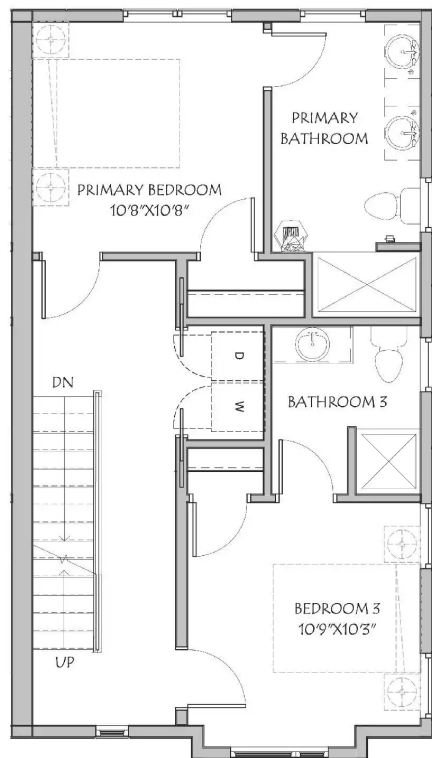 PRIMARY
BATHROOM
PRIMARY BEDROOM
10'8"X10'8"
DN
D
W
BATHROOM 3
BEDROOM 3
10'9"X10'3"
UP